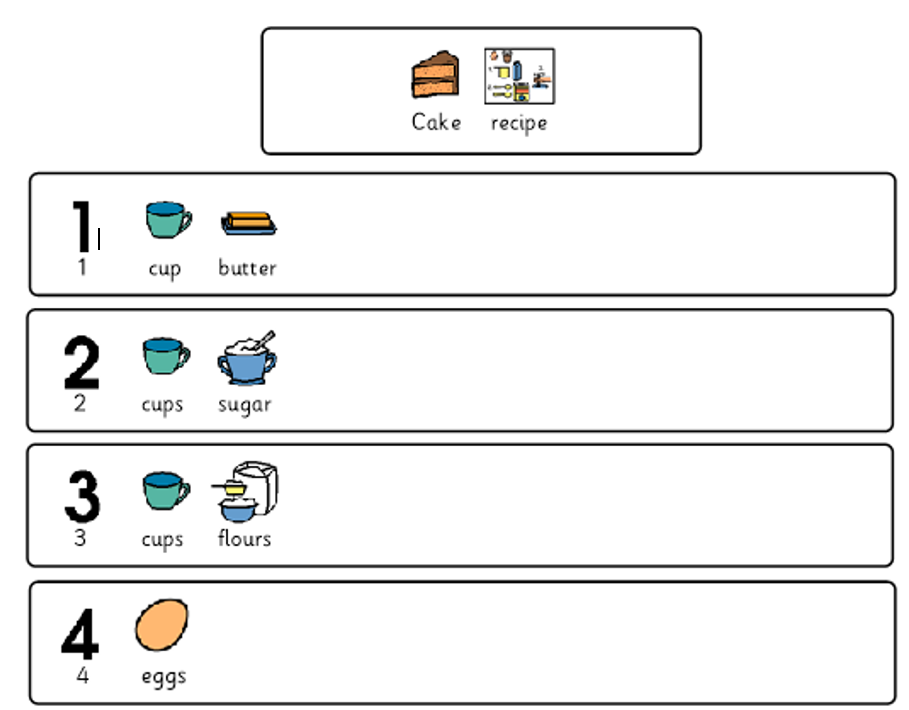 Cake recipe
1
1 cup butter
2
2 cups sugar
3
3 cups flours
4
4 eggs